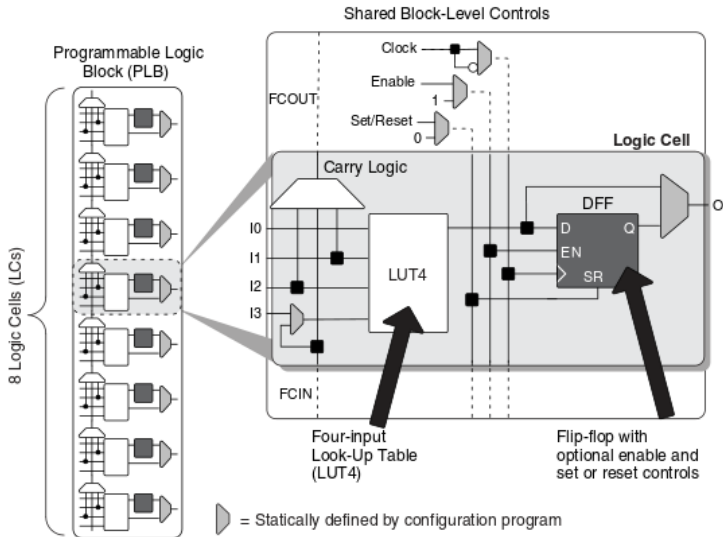 Shared Block-Level Controls
Programmable Logic
Block (PLB)
Clock
Enable
1
FCOUT
Set/Reset
0
Logic Cell
Carry Logic
DFF
O
I0
D
Q
I1
EN
LUT4
I2
SR
I3
8 Logic Cells (LCs)
FCIN
Four-input
Look-Up Table
(LUT4)
Flip-flop with
optional enable and
set or reset controls
= Statically defined by configuration program